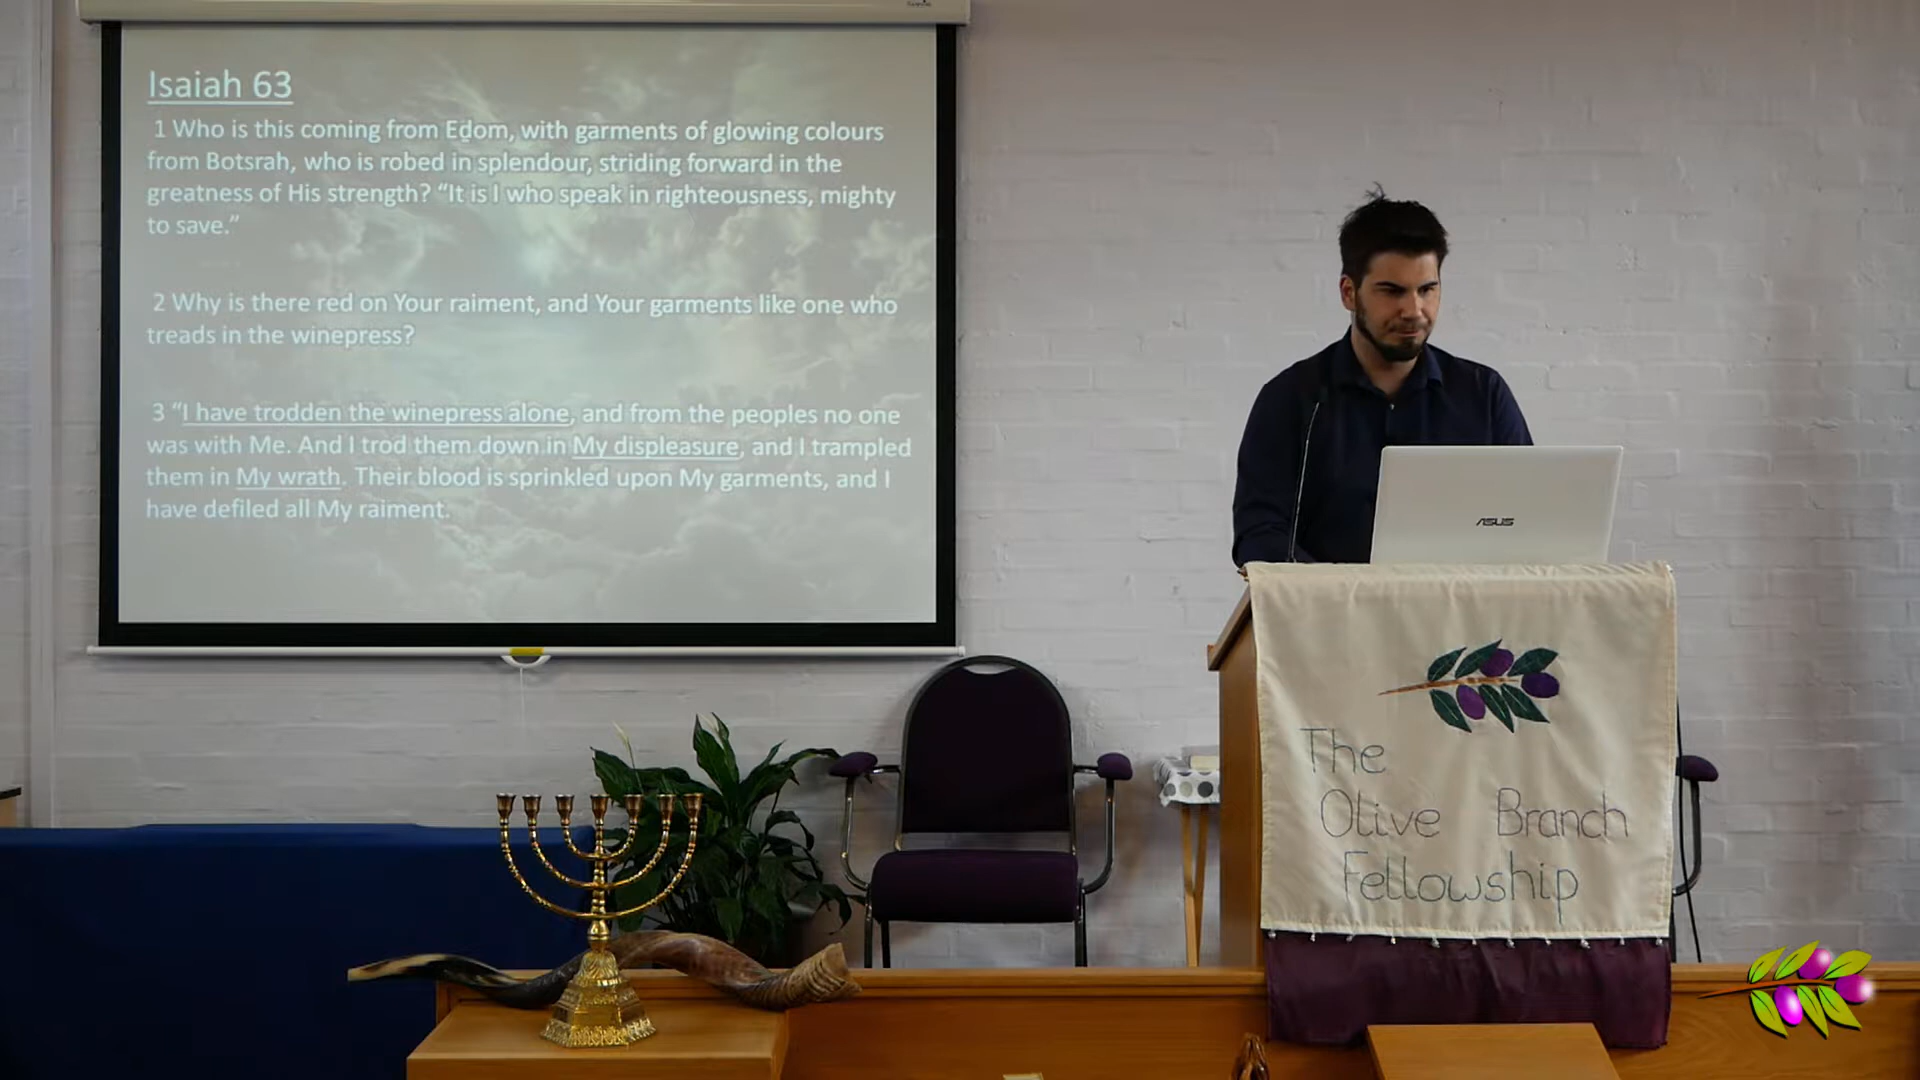 Isaiah 63
1 Who is this coming from Eḏom, with garments of glowing colours
from Botsrah, who is robed in splendour, striding forward in the
greatness of His strength? “It is I who speak in righteousness, mighty
to save.”
2 Why is there red on Your raiment, and Your garments like one who
treads in the winepress?
3 “I have trodden the winepress alone, and from the peoples no one
was with Me. And I trod them down in My displeasure, and I trampled
them in My wrath. Their blood is sprinkled upon My garments, and I
have defiled all My raiment.
ASUS
The
Olive Branch
Fellowship